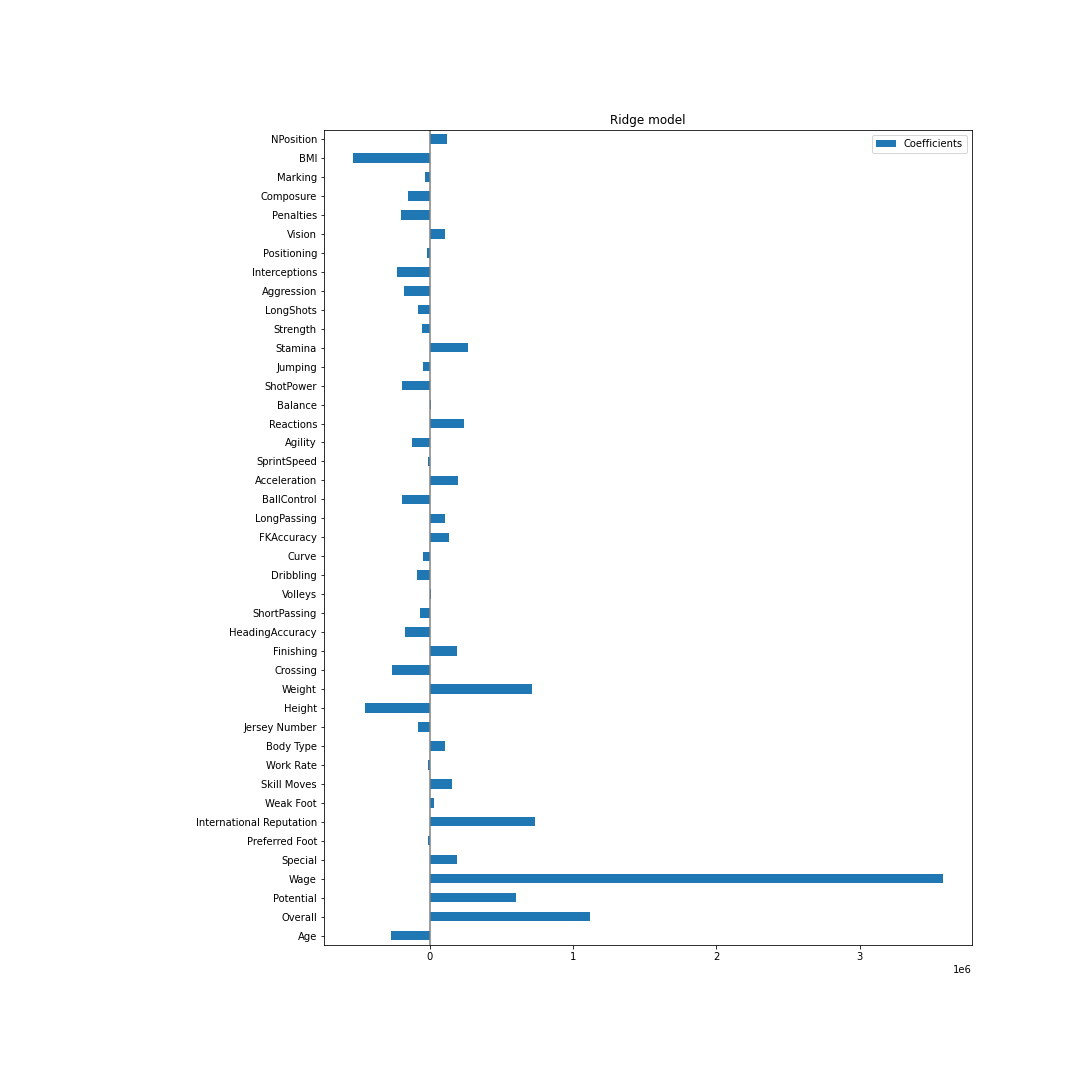 Ridge model
Coefficients
NPosition
BMI
Marking
Composure
Penalties
Vision
Positioning
Interceptions
Aggression
LongShots
Strength
Stamina
Jumping
ShotPower
Balance
Reactions
Agility
SprintSpeed
Acceleration
BallControl
LongPassing
FKAccuracy
Curve
Dribbling
Volleys
ShortPassing
HeadingAccuracy
Finishing
Crossing
Weight
Height
Jersey Number
Body Type
Work Rate
Skill Moves
Weak Foot
International Reputation
Preferred Foot
Special
Wage
Potential
Overall
Age
0 1 2 3
1e6